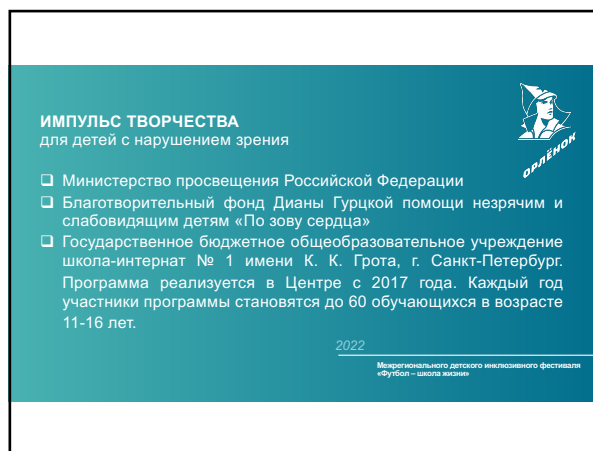 ИМПУЛЬС ТВОРЧЕСТВА
для детей с нарушением зрения
ОРЛЁНОК
❑ Министерство просвещения Российской Федерации
❑ Благотворительный фонд Дианы Гурцкой помощи незрячим и
слабовидящим детям «По зову сердца»
❑ Государственное бюджетное общеобразовательное учреждение
школа-интернат № 1 имени К. К. Грота, г. Санкт-Петербург.
Программа реализуется в Центре с 2017 года. Каждый год
участники программы становятся до 60 обучающихся в возрасте
11-16 лет.
2022
Межрегионального детского инклюзивного фестиваля
«Футбол – школа жизни»